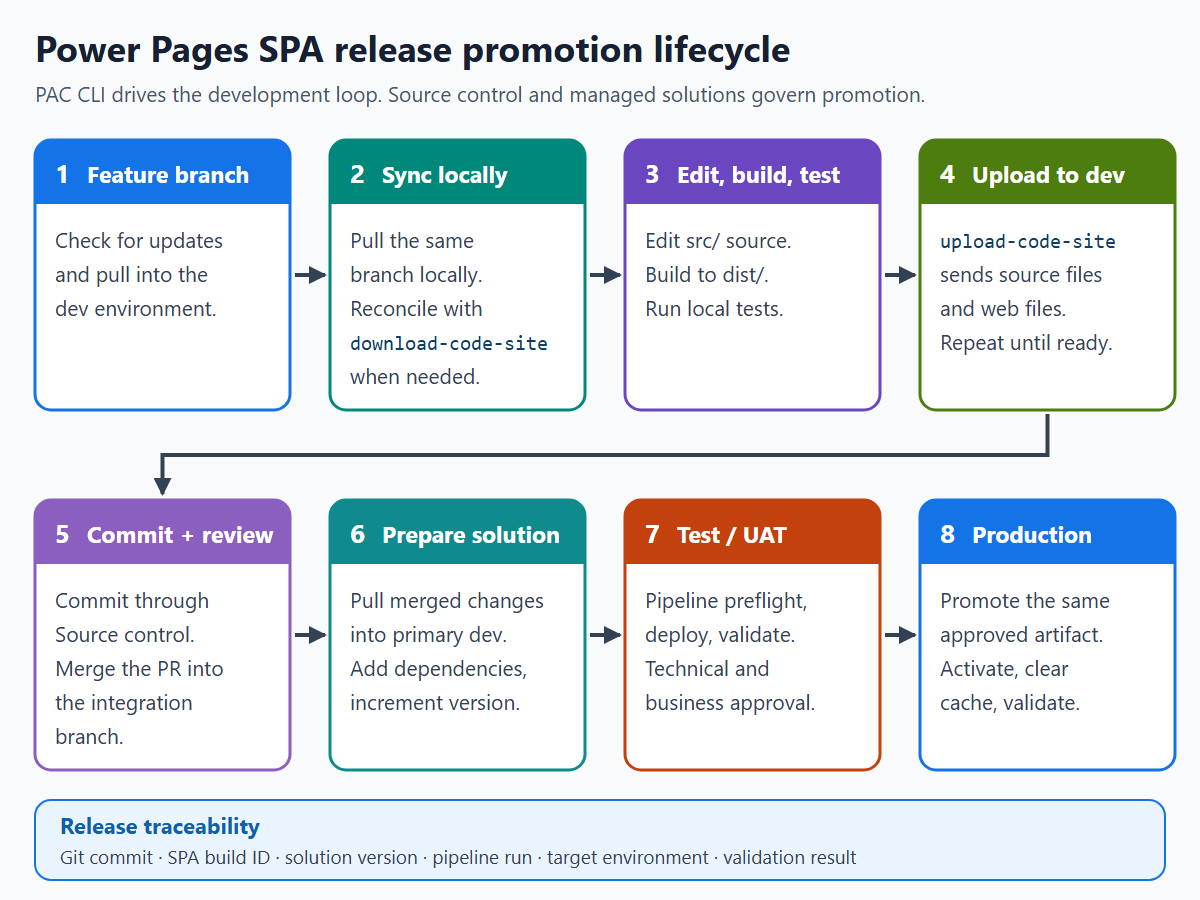 Power Pages SPA release promotion lifecycle
PAC CLI drives the development loop. Source control and managed solutions govern promotion.
1 Feature branch
Check for updates
and pull into the
dev environment.
2 Sync locally
Pull the same
branch locally.
Reconcile with
download-code-site
when needed.
3 Edit, build, test
Edit src/ source.
Build to dist/.
Run local tests.
4 Upload to dev
upload-code-site
sends source files
and web files.
Repeat until ready.
5 Commit + review
Commit through
Source control.
Merge the PR into
the integration
branch.
6 Prepare solution
Pull merged changes
into primary dev.
Add dependencies,
increment version.
7 Test / UAT
Pipeline preflight,
deploy, validate.
Technical and
business approval.
8 Production
Promote the same
approved artifact.
Activate, clear
cache, validate.
Release traceability
Git commit · SPA build ID · solution version · pipeline run · target environment · validation result